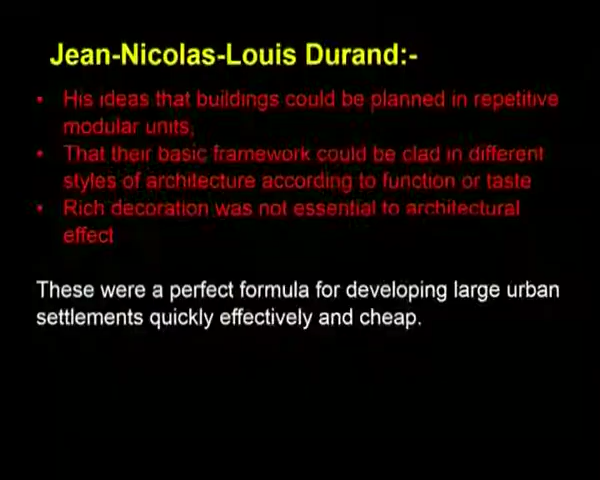 Jean-Nicolas-Louis Durand:-
• His ideas that buildings could be planned in repetitive
modular units,
• That their basic framework could be clad in different
styles of architecture according to function or taste
• Rich decoration was not essential to architectural
effect
These were a perfect formula for developing large urban
settlements quickly effectively and cheap.